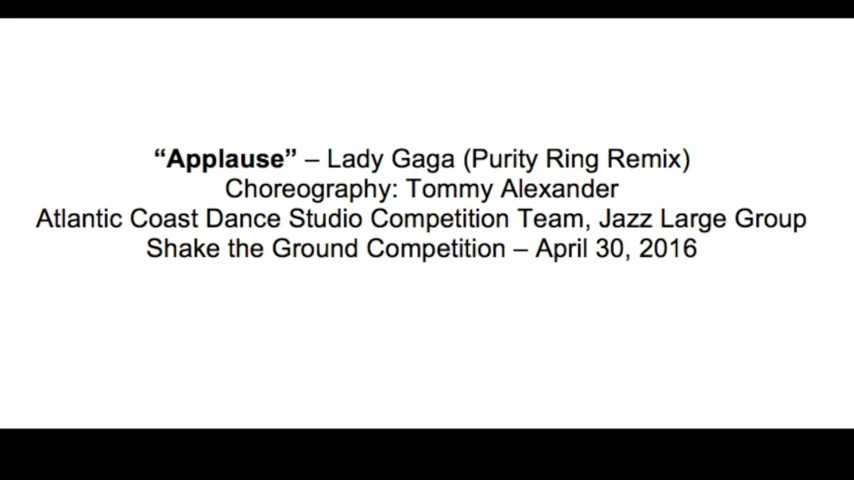 “Applause” – Lady Gaga (Purity Ring Remix)
Choreography: Tommy Alexander
Atlantic Coast Dance Studio Competition Team, Jazz Large Group
Shake the Ground Competition – April 30, 2016